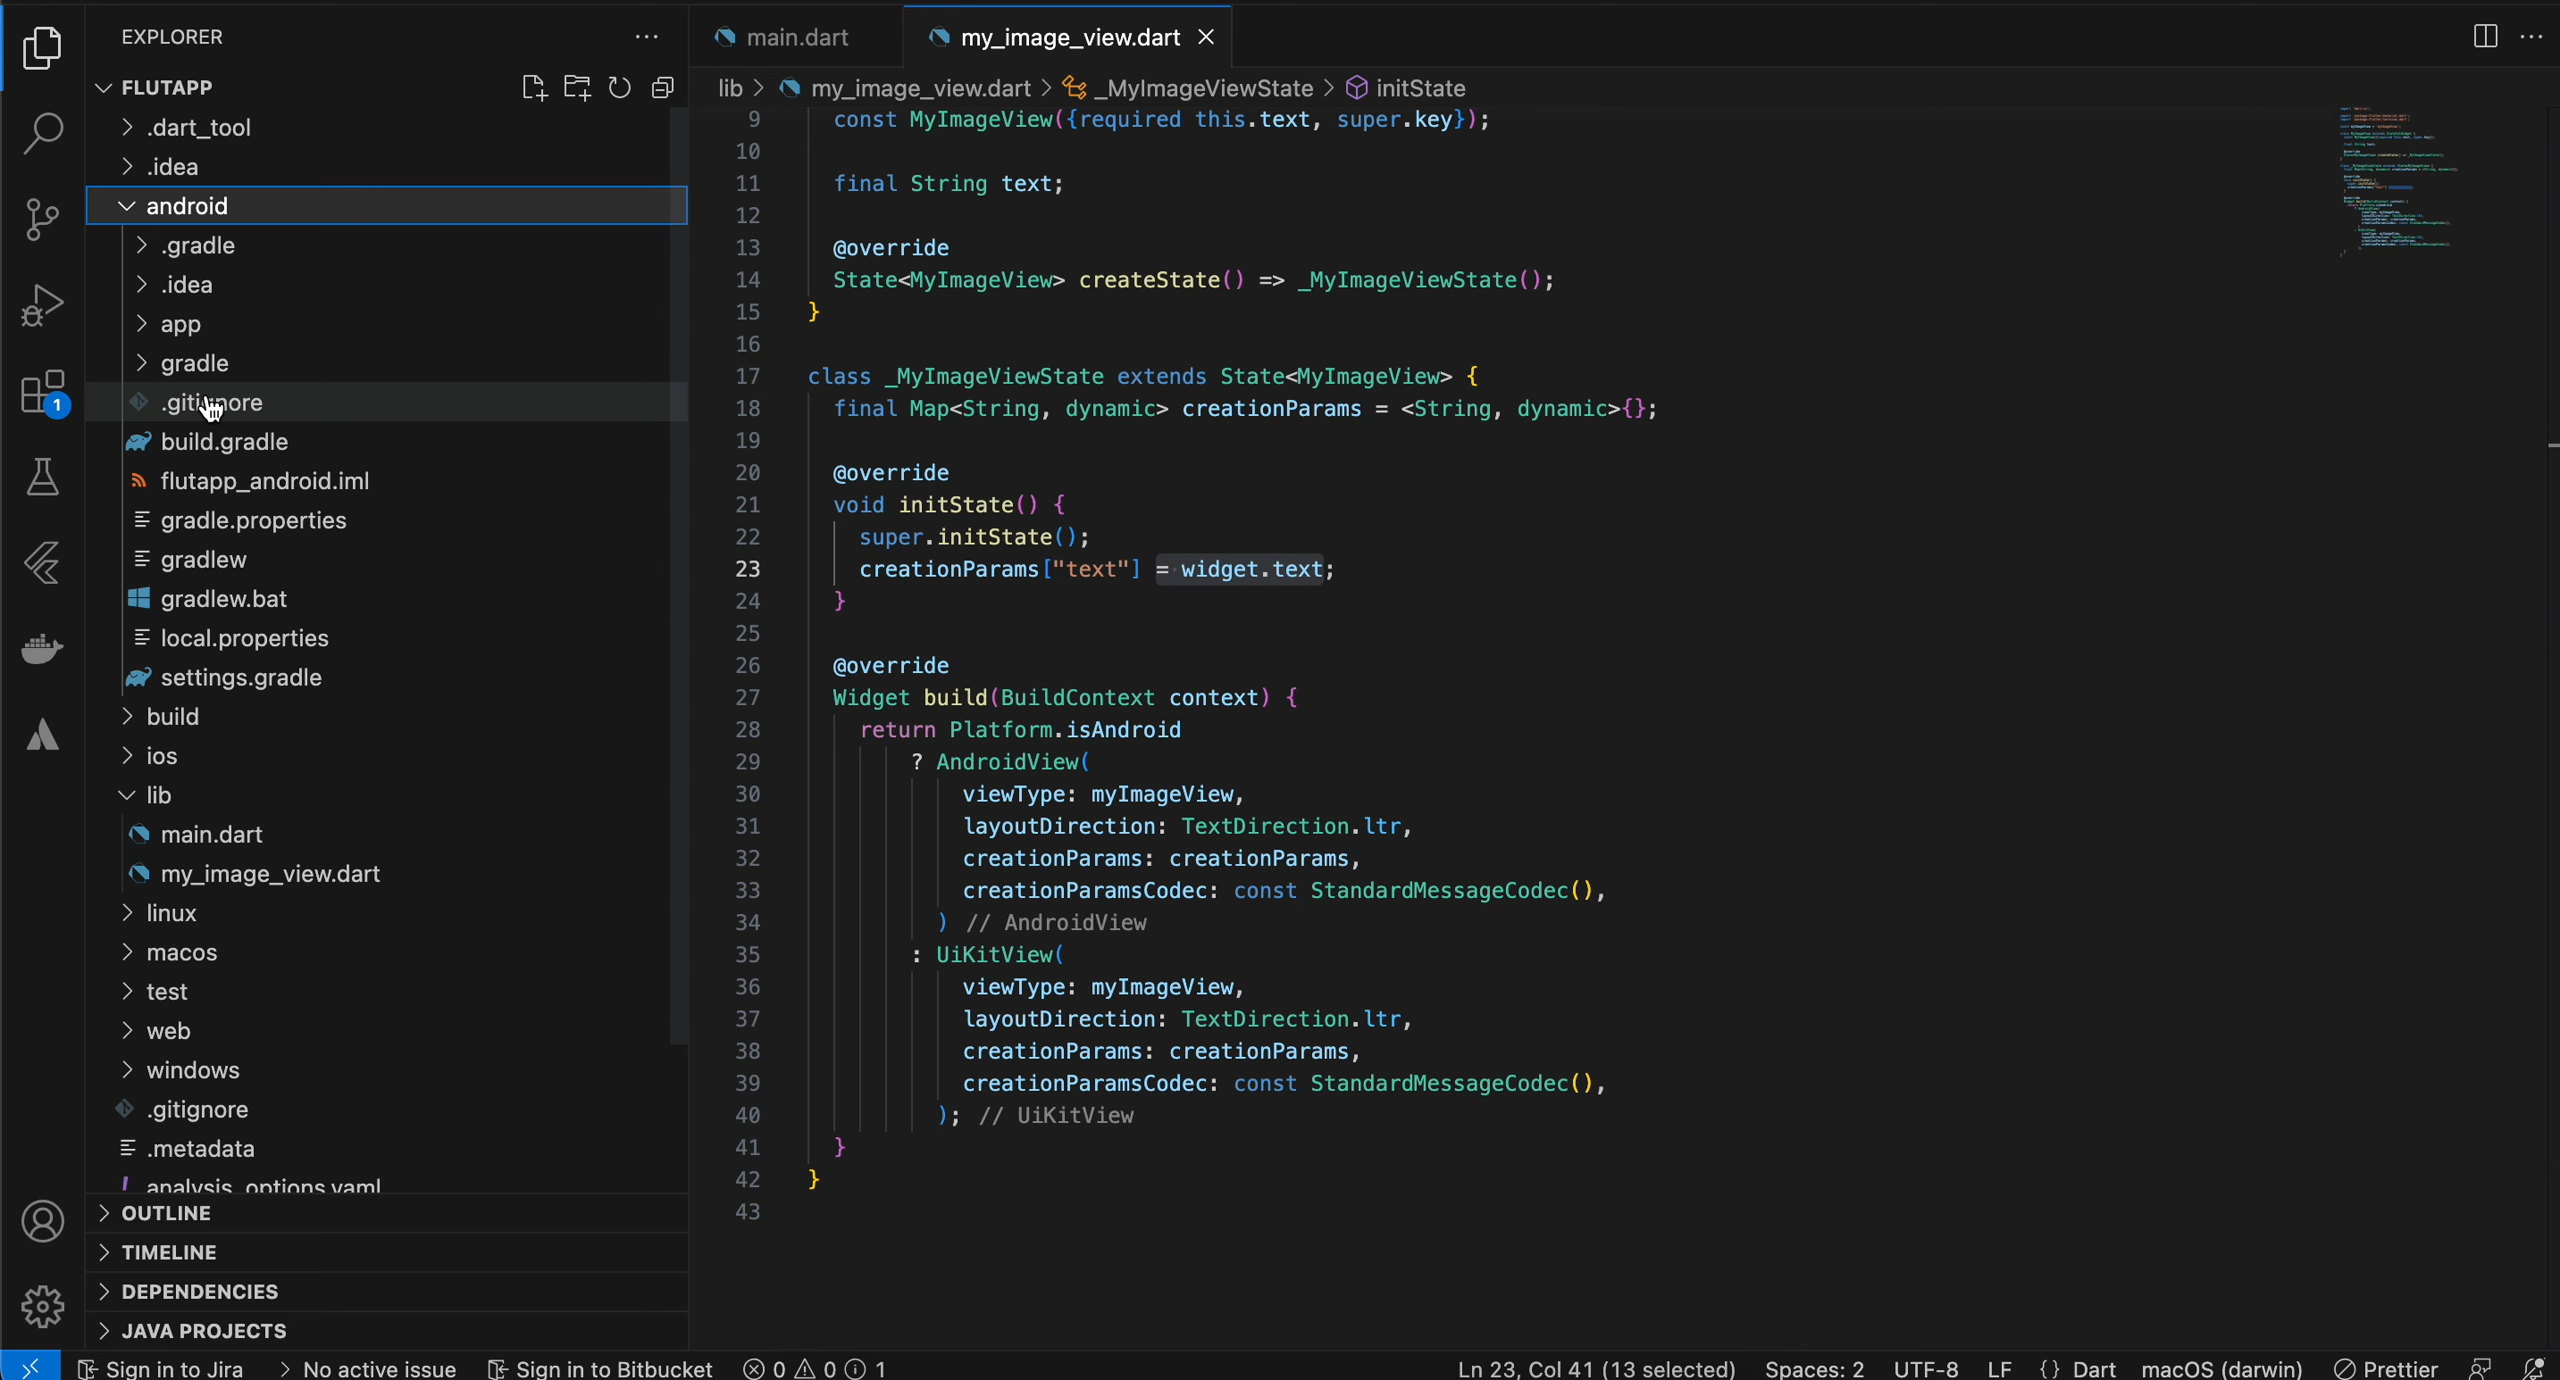 EXPLORER
FLUTAPP
.dart_tool
.idea
android
.gradle
.idea
app
gradle
.gitignore
build.gradle
flutapp_android.iml
gradle.properties
gradlew
gradlew.bat
local.properties
settings.gradle
build
ios
lib
main.dart
my_image_view.dart
linux
macos
test
web
windows
.gitignore
.metadata
analysis_options.yaml
OUTLINE
TIMELINE
DEPENDENCIES
JAVA PROJECTS
1
main.dart
my_image_view.dart
lib > my_image_view.dart > _MyImageViewState > initState
9 const MyImageView({required this.text, super.key});
10
11 final String text;
12
13 @override
14 State<MyImageView> createState() => _MyImageViewState();
15 }
16
17 class _MyImageViewState extends State<MyImageView> {
18 final Map<String, dynamic> creationParams = <String, dynamic>{};
19
20 @override
21 void initState() {
22 super.initState();
23 creationParams["text"] = widget.text;
24 }
25
26 @override
27 Widget build(BuildContext context) {
28 return Platform.isAndroid
29 ? AndroidView(
30 viewType: myImageView,
31 layoutDirection: TextDirection.ltr,
32 creationParams: creationParams,
33 creationParamsCodec: const StandardMessageCodec(),
34 ) // AndroidView
35 : UiKitView(
36 viewType: myImageView,
37 layoutDirection: TextDirection.ltr,
38 creationParams: creationParams,
39 creationParamsCodec: const StandardMessageCodec(),
40 ); // UiKitView
41 }
42 }
43
Sign in to Jira > No active issue Sign in to Bitbucket 0 0 1 Ln 23, Col 41 (13 selected) Spaces: 2 UTF-8 LF {} Dart macOS (darwin) Prettier